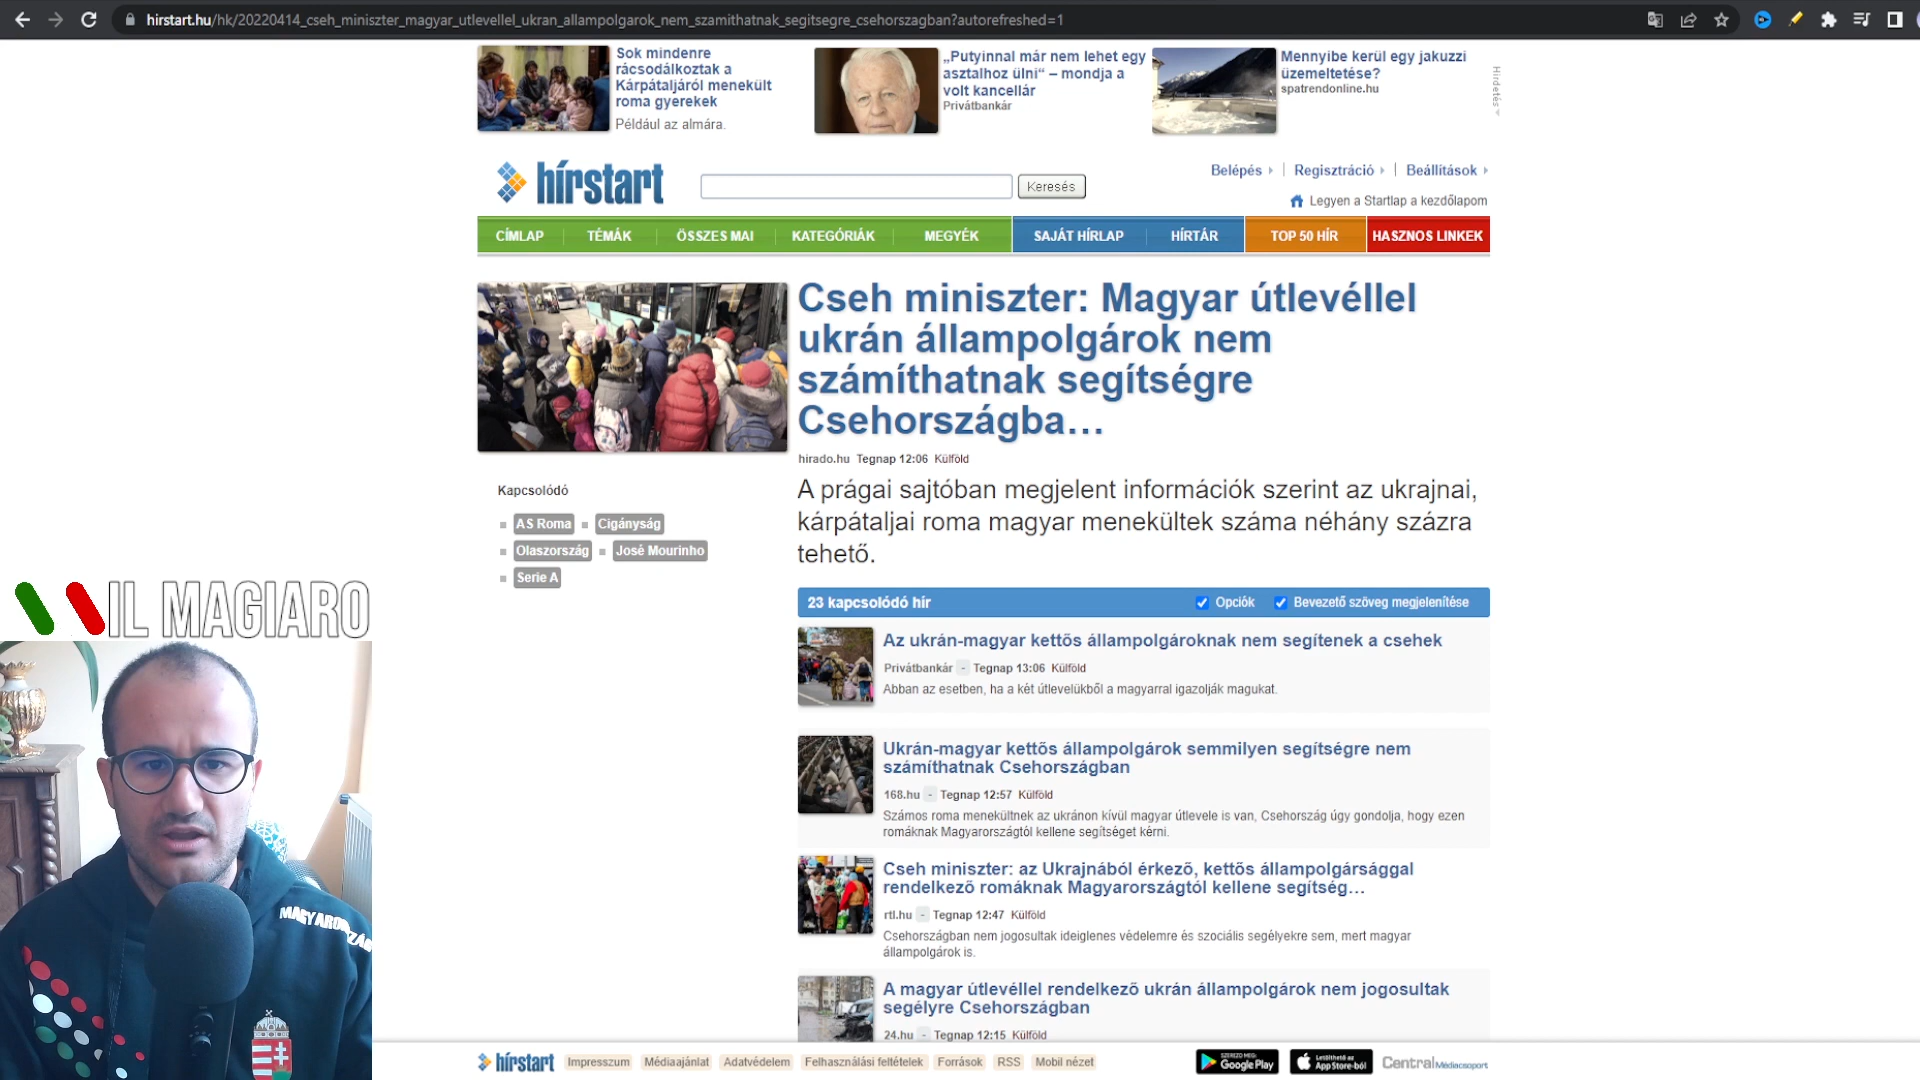 hirstart.hu/hk/20220414_cseh_miniszter_magyar_utlevellel_ukran_allampolgarok_nem_szamithatnak_segitsegre_csehorszagban?autorefreshed=1
Sok mindenre
rácsodálkoztak a
Kárpátaljáról menekült
roma gyerekek
Például az almára.
„Putyinnal már nem lehet egy
asztalhoz ülni“ – mondja a
volt kancellár
Privátbankár
Mennyibe kerül egy jakuzzi
üzemeltetése?
spatrendonline.hu
Hirdetés
hírstart
Keresés
Belépés
Regisztráció
Beállítások
Legyen a Startlap a kezdőlapom
CÍMLAP
TÉMÁK
ÖSSZES MAI
KATEGÓRIÁK
MEGYÉK
SAJÁT HÍRLAP
HÍRTÁR
TOP 50 HÍR
HASZNOS LINKEK
Cseh miniszter: Magyar útlevéllel
ukrán állampolgárok nem
számíthatnak segítségre
Csehországba…
hirado.hu Tegnap 12:06 Külföld
A prágai sajtóban megjelent információk szerint az ukrajnai,
kárpátaljai roma magyar menekültek száma néhány százra
tehető.
Kapcsolódó
AS Roma
Cigányság
Olaszország
José Mourinho
Serie A
23 kapcsolódó hír
Opciók
Bevezető szöveg megjelenítése
Az ukrán-magyar kettős állampolgároknak nem segítenek a csehek
Privátbankár - Tegnap 13:06 Külföld
Abban az esetben, ha a két útlevelükből a magyarral igazolják magukat.
Ukrán-magyar kettős állampolgárok semmilyen segítségre nem
számíthatnak Csehországban
168.hu - Tegnap 12:57 Külföld
Számos roma menekültnek az ukránon kívül magyar útlevele is van, Csehország úgy gondolja, hogy ezen
romáknak Magyarországtól kellene segítséget kérni.
Cseh miniszter: az Ukrajnából érkező, kettős állampolgársággal
rendelkező romáknak Magyarországtól kellene segítség…
rtl.hu - Tegnap 12:47 Külföld
Csehországban nem jogosultak ideiglenes védelemre és szociális segélyekre sem, mert magyar
állampolgárok is.
A magyar útlevéllel rendelkező ukrán állampolgárok nem jogosultak
segélyre Csehországban
24.hu - Tegnap 12:15 Külföld
IL MAGIARO
MAGYARORSZÁG
hírstart
Impresszum
Médiaajánlat
Adatvédelem
Felhasználási feltételek
Források
RSS
Mobil nézet
SZEREZD MEG:
Google Play
Letölthető az
App Store-ból
Central Médiacsoport